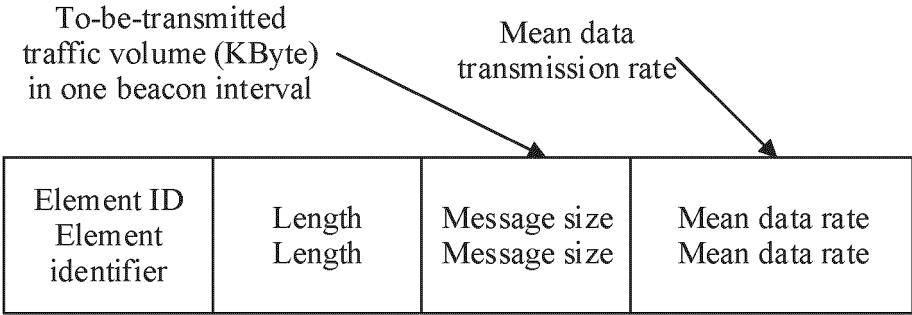 To-be-transmitted
traffic volume (KByte)
in one beacon interval
Mean data
transmission rate
Element ID
Element
identifier
Length
Length
Message size
Message size
Mean data rate
Mean data rate